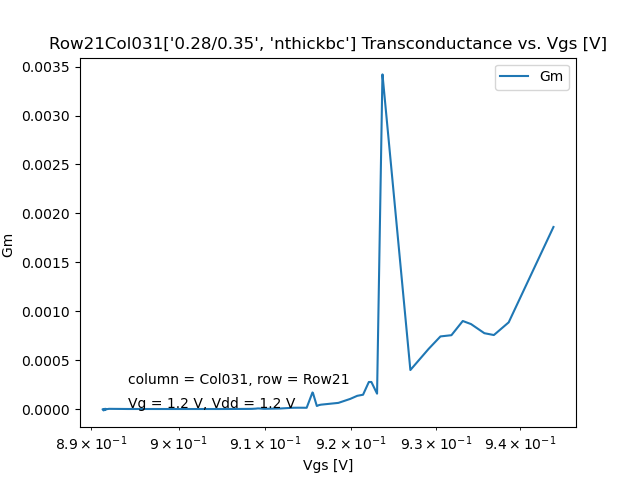 Row21Col031['0.28/0.35', 'nthickbc'] Transconductance vs. Vgs [V]
Gm
0.0035
0.0030
0.0025
0.0020
0.0015
0.0010
0.0005
0.0000
Gm
column = Col031, row = Row21
Vg = 1.2 V, Vdd = 1.2 V
8.9 × 10⁻¹ 9 × 10⁻¹ 9.1 × 10⁻¹ 9.2 × 10⁻¹ 9.3 × 10⁻¹ 9.4 × 10⁻¹
Vgs [V]